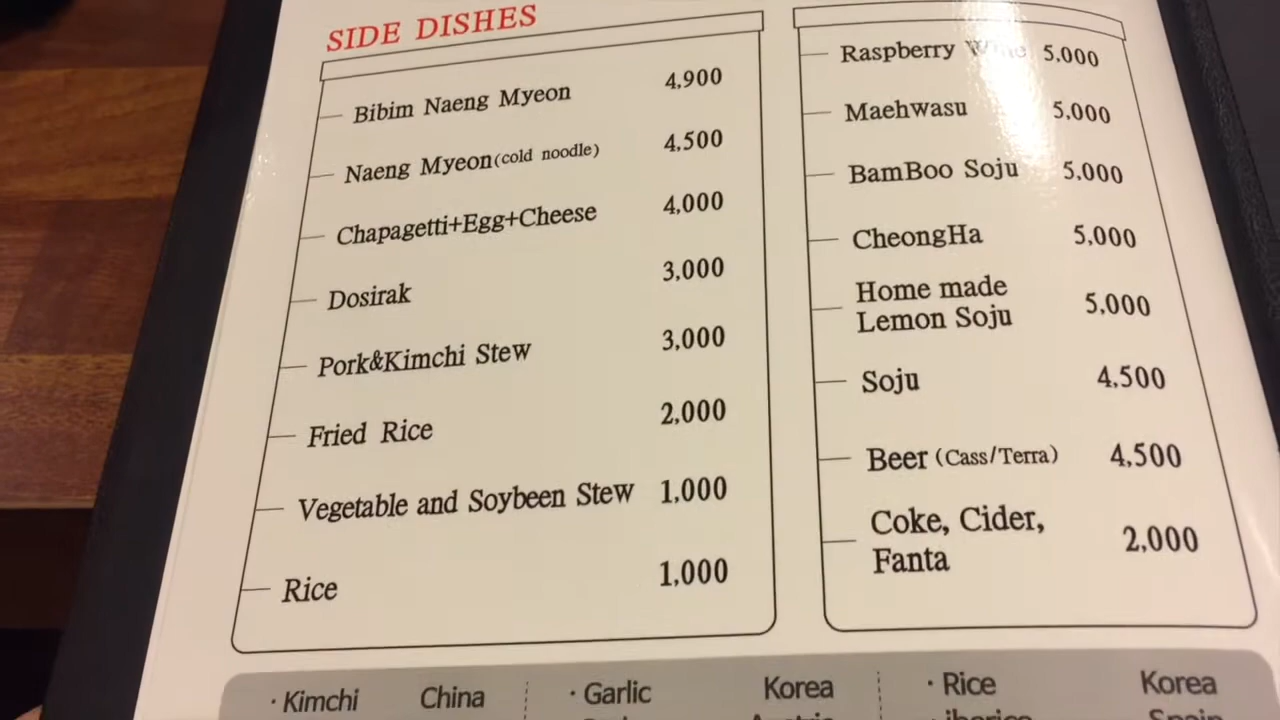 SIDE DISHES
Bibim Naeng Myeon 4,900
Naeng Myeon(cold noodle) 4,500
Chapagetti+Egg+Cheese 4,000
Dosirak 3,000
Pork&Kimchi Stew 3,000
Fried Rice 2,000
Vegetable and Soybeen Stew 1,000
Rice 1,000
Raspberry Wine 5,000
Maehwasu 5,000
BamBoo Soju 5,000
CheongHa 5,000
Home made
Lemon Soju 5,000
Soju 4,500
Beer (Cass/Terra) 4,500
Coke, Cider,
Fanta 2,000
· Kimchi China
· Garlic Korea
· Rice Korea